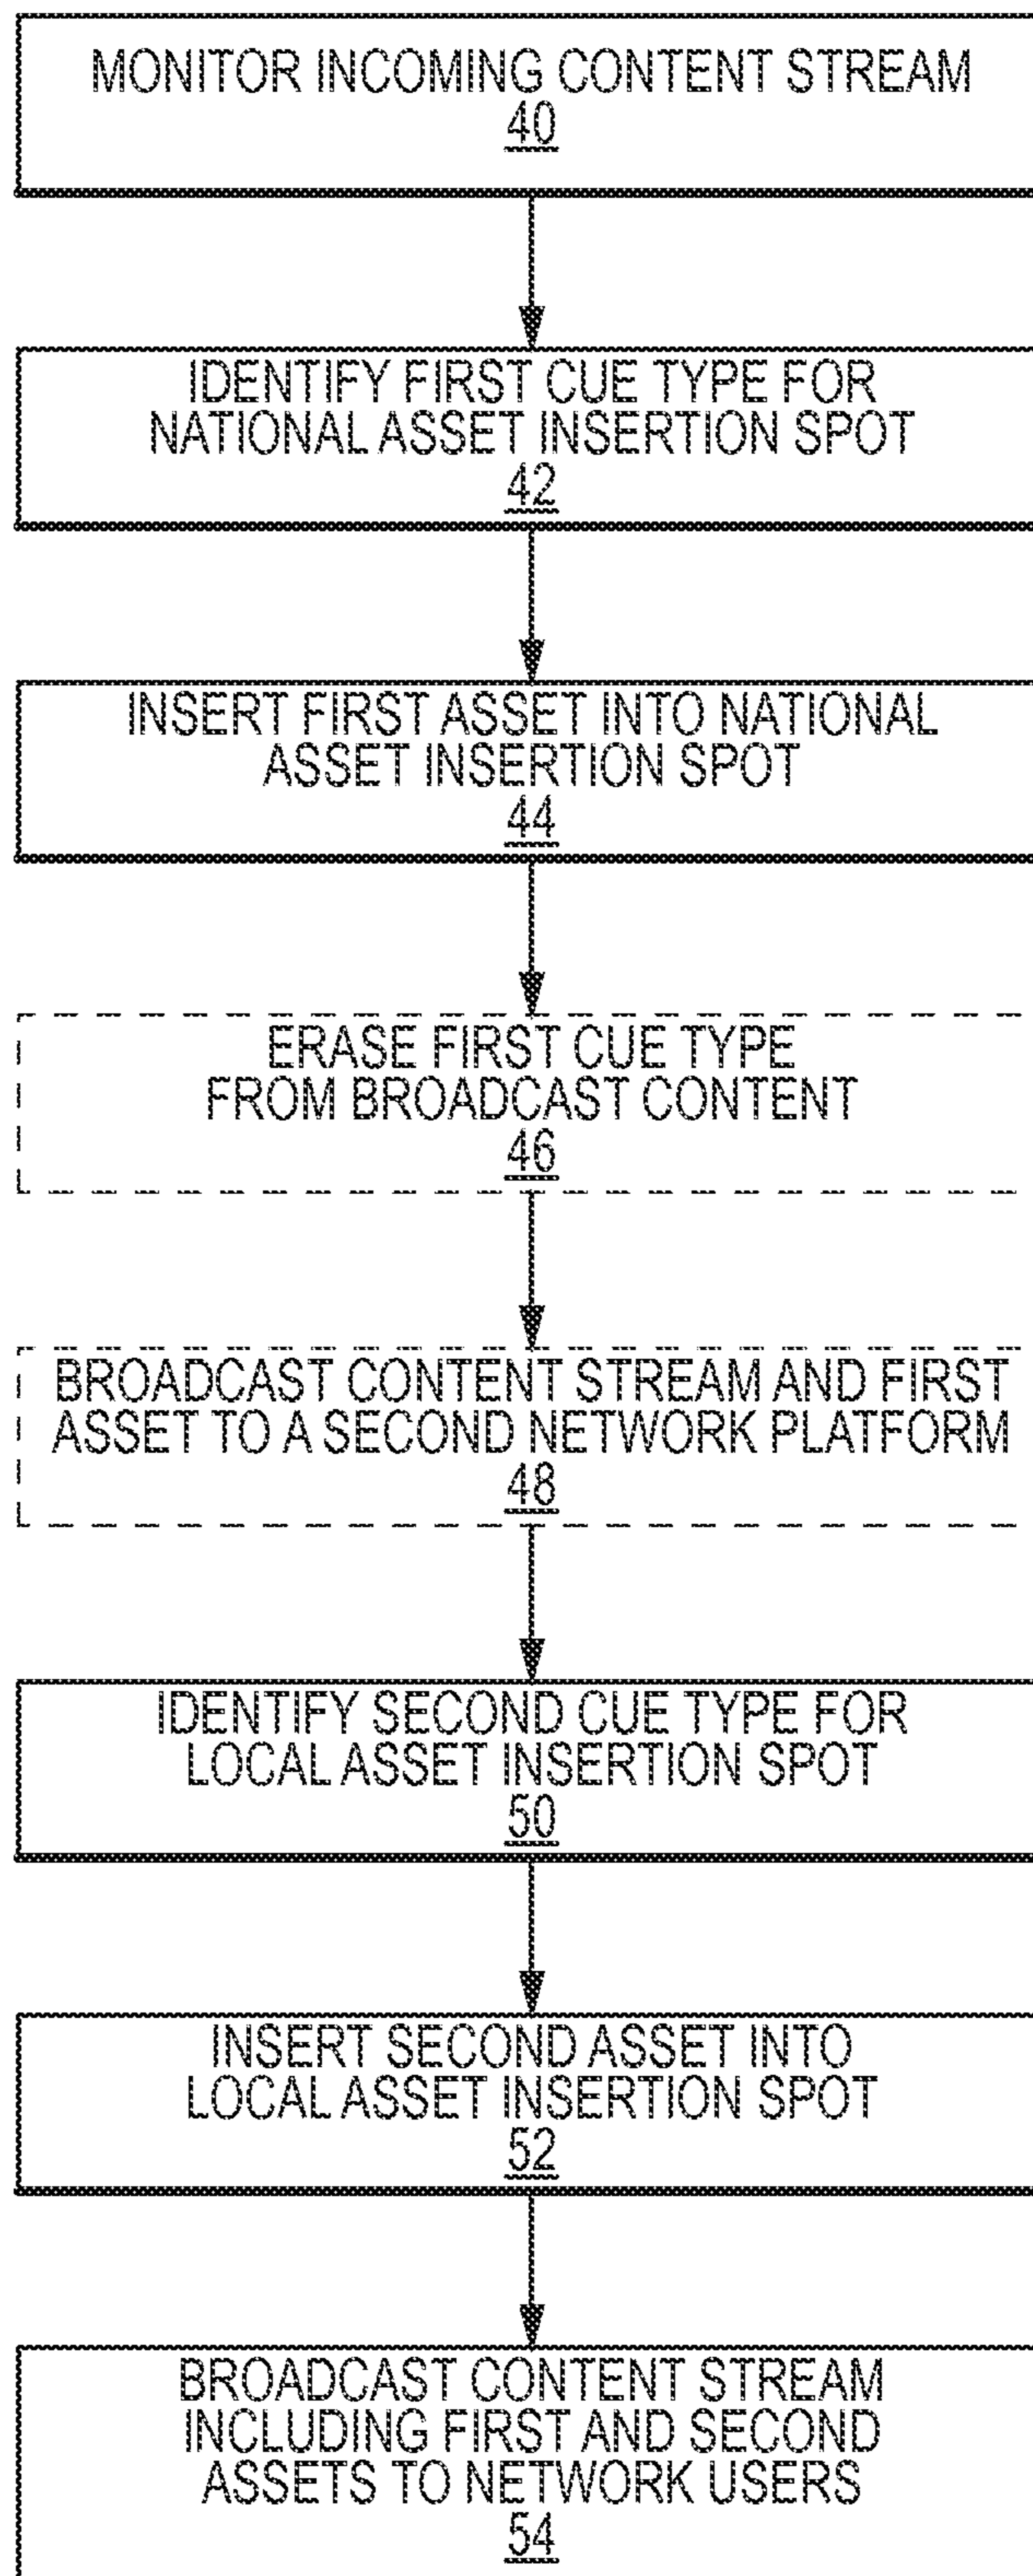 MONITOR INCOMING CONTENT STREAM
40
IDENTIFY FIRST CUE TYPE FOR
NATIONAL ASSET INSERTION SPOT
42
INSERT FIRST ASSET INTO NATIONAL
ASSET INSERTION SPOT
44
ERASE FIRST CUE TYPE
FROM BROADCAST CONTENT
46
BROADCAST CONTENT STREAM AND FIRST
ASSET TO A SECOND NETWORK PLATFORM
48
IDENTIFY SECOND CUE TYPE FOR
LOCAL ASSET INSERTION SPOT
50
INSERT SECOND ASSET INTO
LOCAL ASSET INSERTION SPOT
52
BROADCAST CONTENT STREAM
INCLUDING FIRST AND SECOND
ASSETS TO NETWORK USERS
54